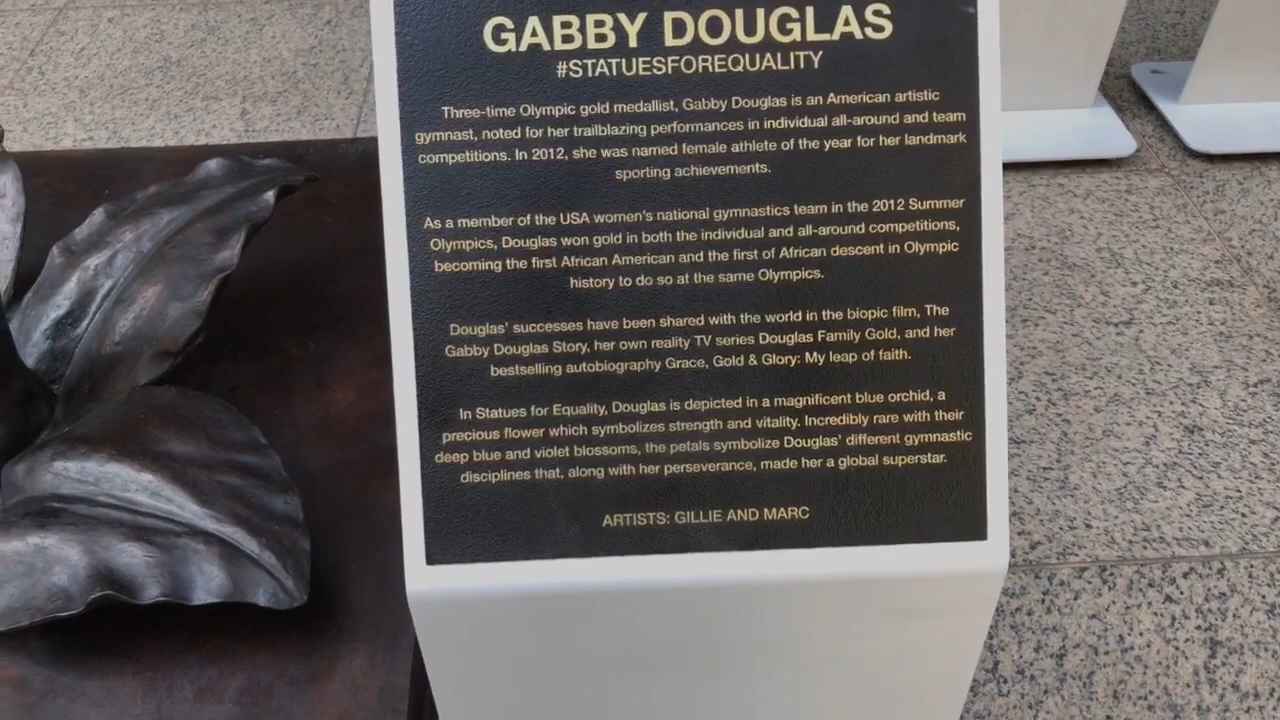 GABBY DOUGLAS
#STATUESFOREQUALITY
Three-time Olympic gold medallist, Gabby Douglas is an American artistic
gymnast, noted for her trailblazing performances in individual all-around and team
competitions. In 2012, she was named female athlete of the year for her landmark
sporting achievements.
As a member of the USA women's national gymnastics team in the 2012 Summer
Olympics, Douglas won gold in both the individual and all-around competitions,
becoming the first African American and the first of African descent in Olympic
history to do so at the same Olympics.
Douglas' successes have been shared with the world in the biopic film, The
Gabby Douglas Story, her own reality TV series Douglas Family Gold, and her
bestselling autobiography Grace, Gold & Glory: My leap of faith.
In Statues for Equality, Douglas is depicted in a magnificent blue orchid, a
precious flower which symbolizes strength and vitality. Incredibly rare with their
deep blue and violet blossoms, the petals symbolize Douglas' different gymnastic
disciplines that, along with her perseverance, made her a global superstar.
ARTISTS: GILLIE AND MARC